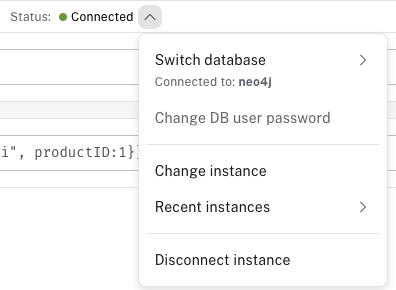 Status: Connected
Switch database
Connected to: neo4j
Change DB user password
i", productID:1}
Change instance
Recent instances
Disconnect instance